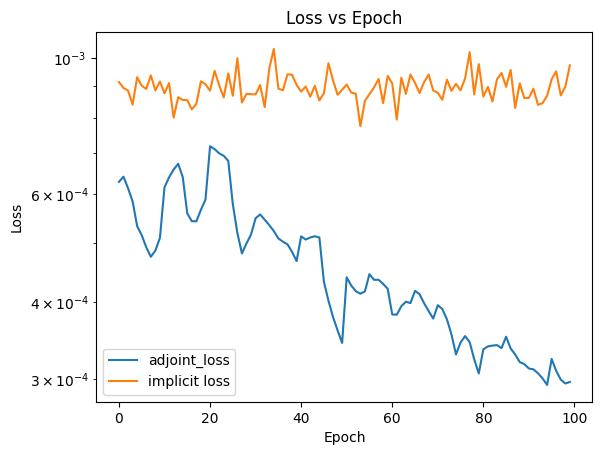 Loss vs Epoch
10⁻³
6 × 10⁻⁴
4 × 10⁻⁴
3 × 10⁻⁴
Loss
adjoint_loss
implicit loss
0 20 40 60 80 100
Epoch